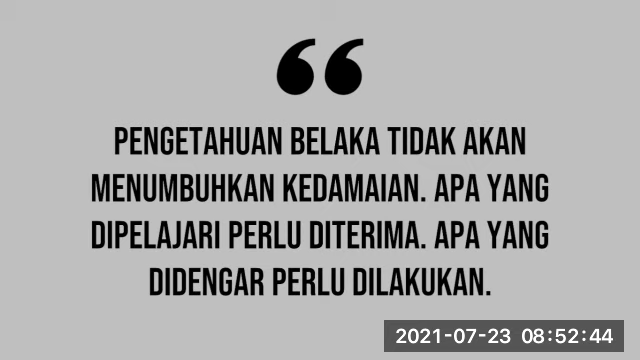 “
PENGETAHUAN BELAKA TIDAK AKAN
MENUMBUHKAN KEDAMAIAN. APA YANG
DIPELAJARI PERLU DITERIMA. APA YANG
DIDENGAR PERLU DILAKUKAN.
2021-07-23 08:52:44